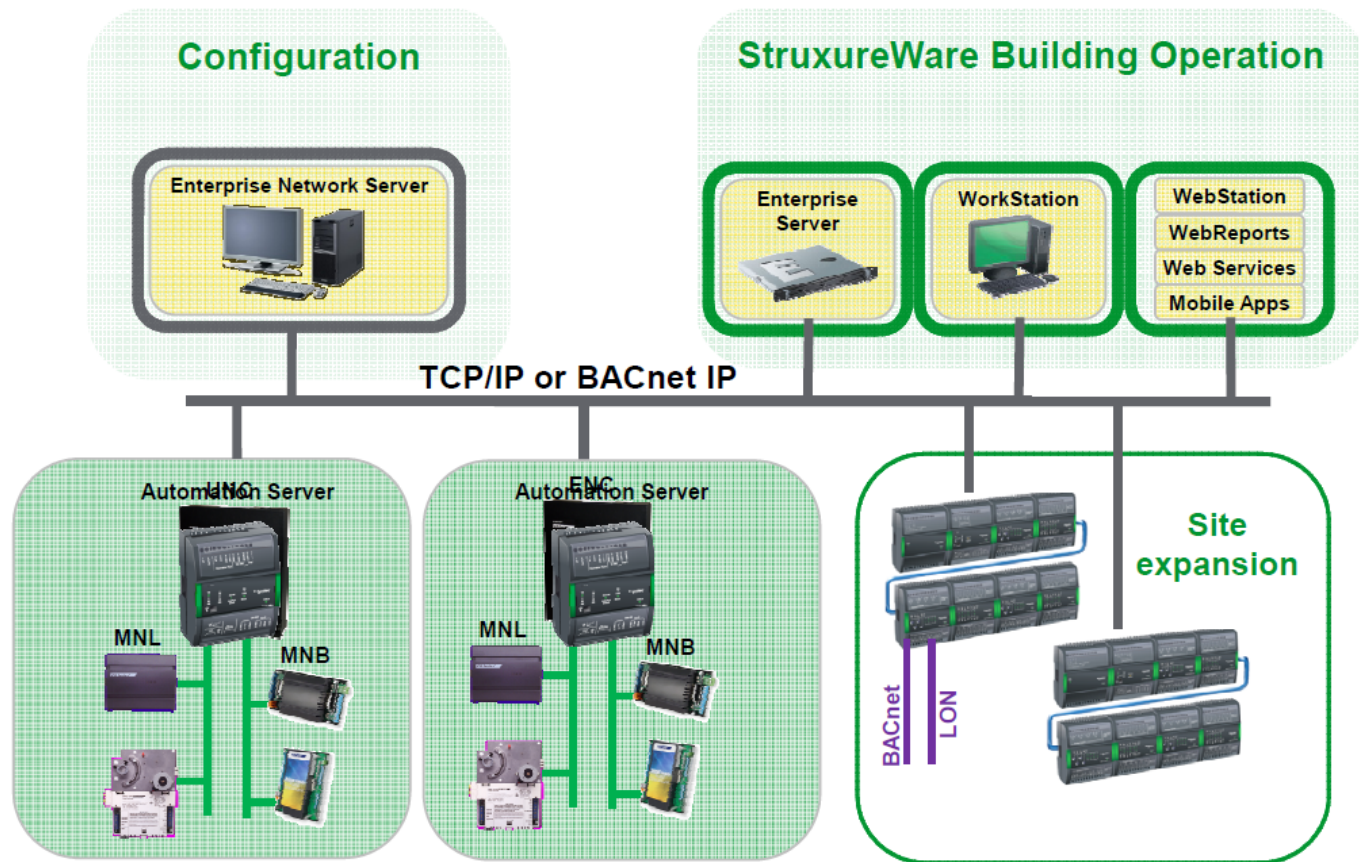 Configuration
StruxureWare Building Operation
Enterprise Network Server
Enterprise
Server
WorkStation
WebStation
WebReports
Web Services
Mobile Apps
TCP/IP or BACnet IP
UNC
Automation Server
MNL
MNB
ENC
Automation Server
MNL
MNB
Site
expansion
BACnet
LON